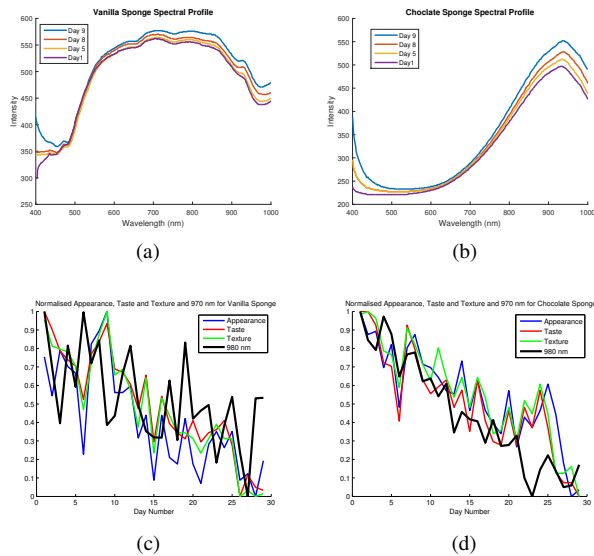 Vanilla Sponge Spectral Profile
Day 9
Day 8
Day 5
Day1
Intensity
600
550
500
450
400
350
300
250
200
400 500 600 700 800 900 1000
Wavelength (nm)
(a)
Choclate Sponge Spectral Profile
Day 9
Day 8
Day 5
Day 1
Intensity
600
550
500
450
400
350
300
250
200
400 500 600 700 800 900 1000
Wavelength (nm)
(b)
Normalised Appearance, Taste and Texture and 970 nm for Vanilla Sponge
Appearance
Taste
Texture
980 nm
1
0.9
0.8
0.7
0.6
0.5
0.4
0.3
0.2
0.1
0
0 5 10 15 20 25 30
Day Number
(c)
Normalised Appearance, Taste and Texture and 970 nm for Chocolate Sponge
Appearance
Taste
Texture
980 nm
1
0.9
0.8
0.7
0.6
0.5
0.4
0.3
0.2
0.1
0
0 5 10 15 20 25 30
Day Number
(d)